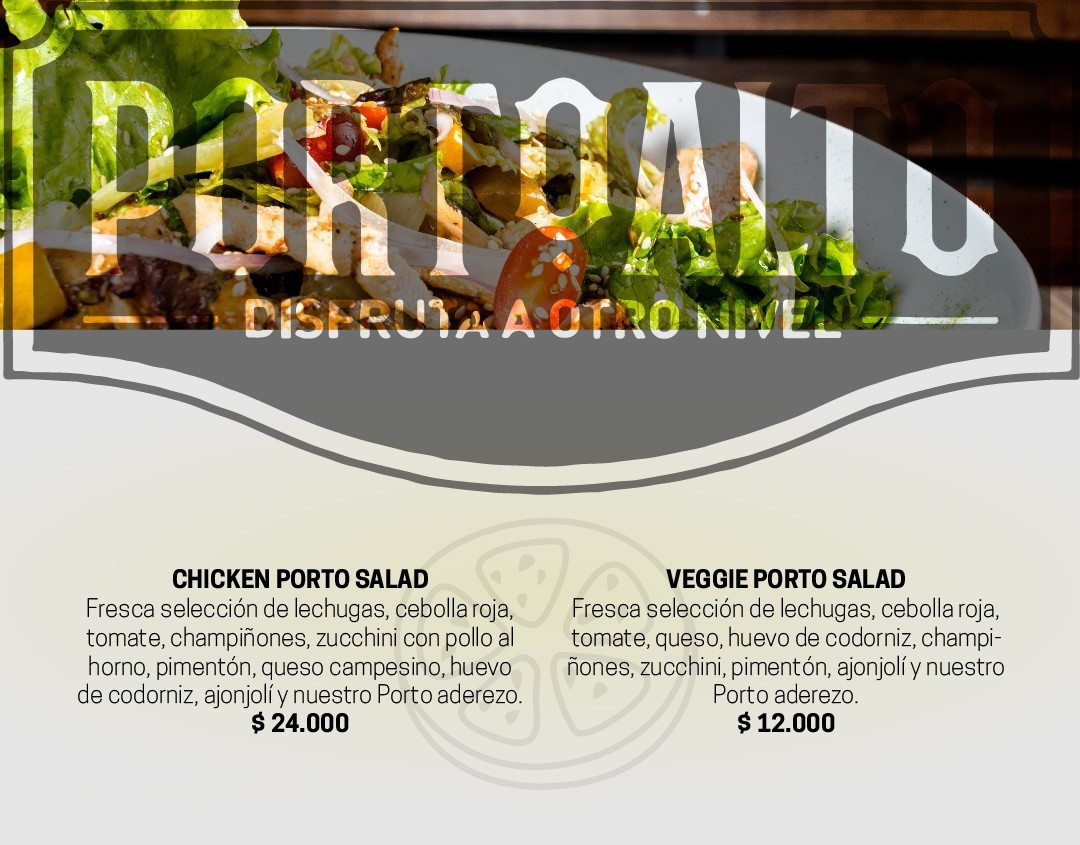 PORTOALTO
DISFRUTA A OTRO NIVEL
CHICKEN PORTO SALAD
Fresca selección de lechugas, cebolla roja,
tomate, champiñones, zucchini con pollo al
horno, pimentón, queso campesino, huevo
de codorniz, ajonjolí y nuestro Porto aderezo.
$ 24.000
VEGGIE PORTO SALAD
Fresca selección de lechugas, cebolla roja,
tomate, queso, huevo de codorniz, champi-
ñones, zucchini, pimentón, ajonjolí y nuestro
Porto aderezo.
$ 12.000